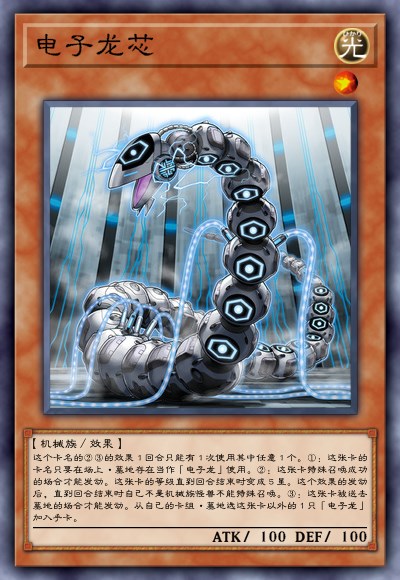 电子龙芯
光
【机械族／效果】
这个卡名的②③的效果1回合只能有1次使用其中任意1个。①：这张卡的
卡名只要在场上·墓地存在当作「电子龙」使用。②：这张卡特殊召唤成功
的场合才能发动。这张卡的等级直到回合结束时变成5星。这个效果的发动
后，直到回合结束时自己不是机械族怪兽不能特殊召唤。③：这张卡被送去
墓地的场合才能发动。从自己的卡组·墓地选这张卡以外的1只「电子龙」
加入手卡。
ATK/ 100 DEF/ 100